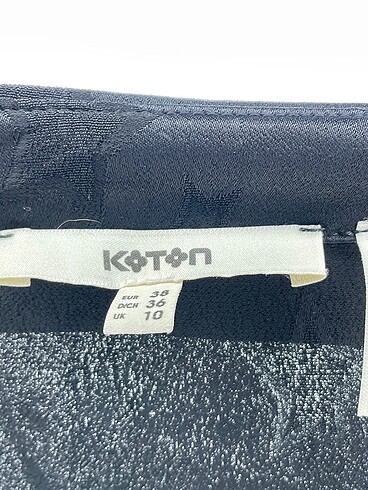 KOTON
EUR 38
D/CH 36
UK 10